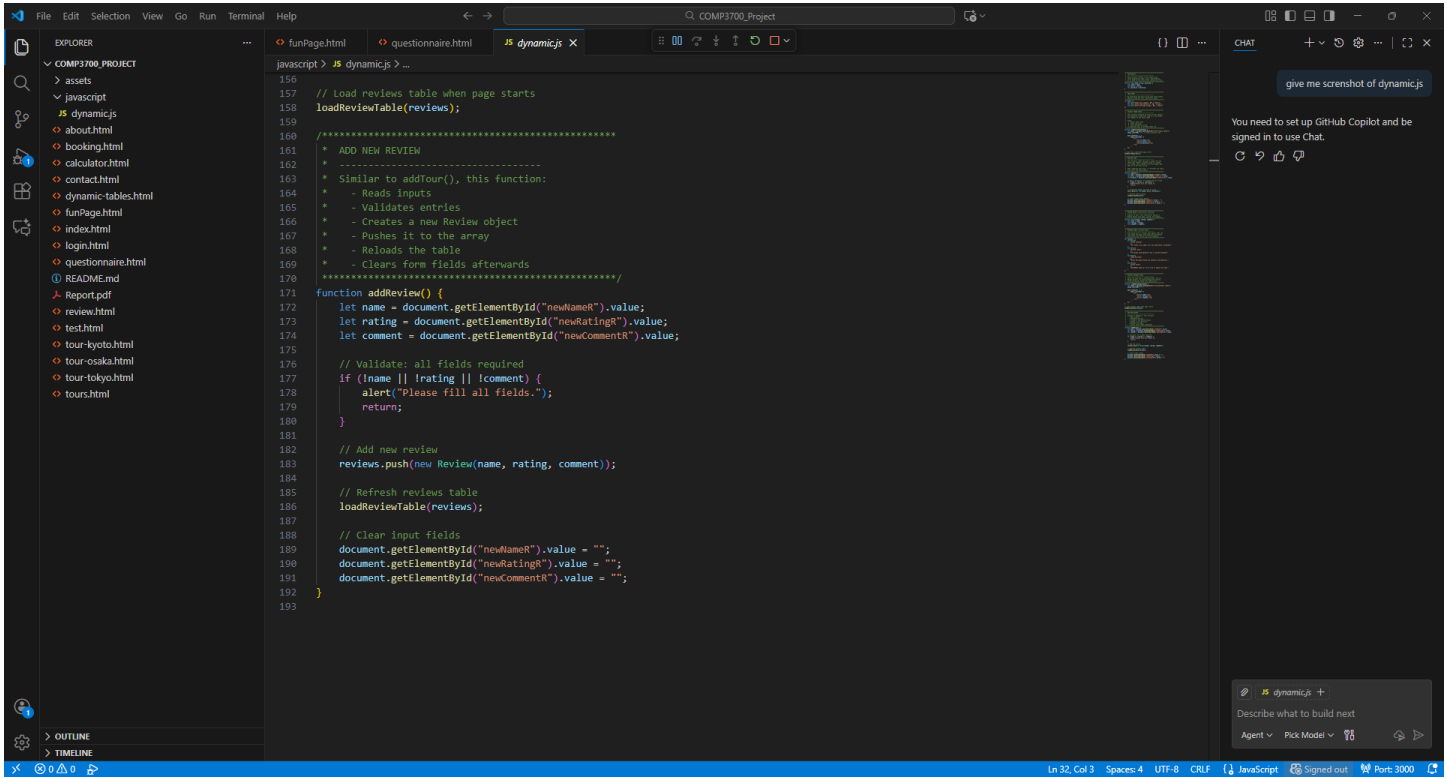 File Edit Selection View Go Run Terminal Help
COMP3700_Project
EXPLORER
COMP3700_PROJECT
assets
javascript
JS dynamic.js
about.html
booking.html
calculator.html
contact.html
dynamic-tables.html
funPage.html
index.html
login.html
questionnaire.html
README.md
Report.pdf
review.html
test.html
tour-kyoto.html
tour-osaka.html
tour-tokyo.html
tours.html
OUTLINE
TIMELINE
1
1
funPage.html questionnaire.html JS dynamic.js
javascript > JS dynamic.js > ...
156
157 // Load reviews table when page starts
158 loadReviewTable(reviews);
159
160 /***************************************************
161 * ADD NEW REVIEW
162 * -----------------------------------
163 * Similar to addTour(), this function:
164 * - Reads inputs
165 * - Validates entries
166 * - Creates a new Review object
167 * - Pushes it to the array
168 * - Reloads the table
169 * - Clears form fields afterwards
170 ***************************************************/
171 function addReview() {
172 let name = document.getElementById("newNameR").value;
173 let rating = document.getElementById("newRatingR").value;
174 let comment = document.getElementById("newCommentR").value;
175
176 // Validate: all fields required
177 if (!name || !rating || !comment) {
178 alert("Please fill all fields.");
179 return;
180 }
181
182 // Add new review
183 reviews.push(new Review(name, rating, comment));
184
185 // Refresh reviews table
186 loadReviewTable(reviews);
187
188 // Clear input fields
189 document.getElementById("newNameR").value = "";
190 document.getElementById("newRatingR").value = "";
191 document.getElementById("newCommentR").value = "";
192 }
193
CHAT
give me screnshot of dynamic.js
You need to set up GitHub Copilot and be
signed in to use Chat.
JS dynamic.js
Describe what to build next
Agent Pick Model
0 0 0
Ln 32, Col 3 Spaces: 4 UTF-8 CRLF {} JavaScript Signed out Port: 3000